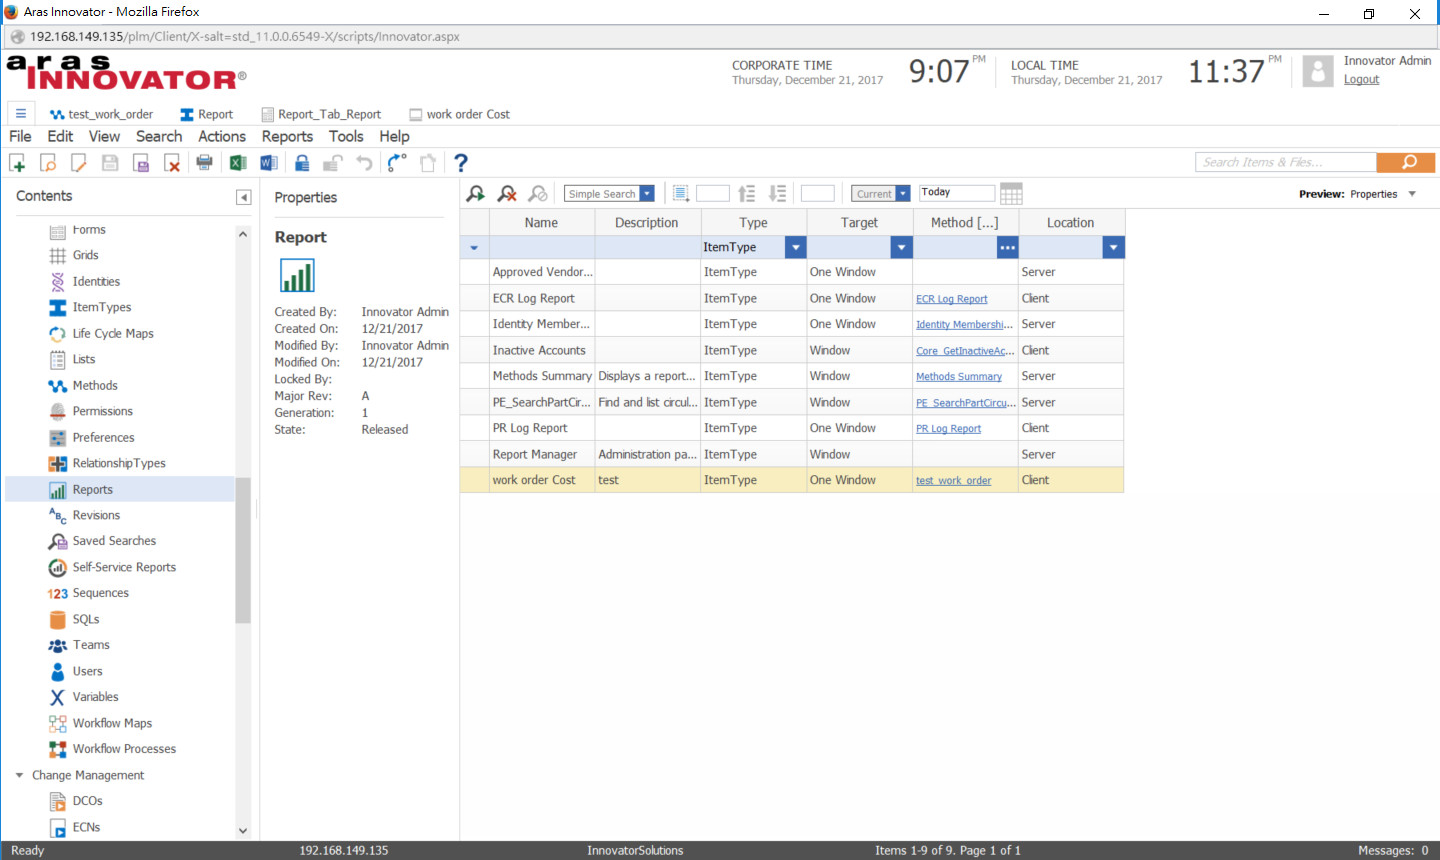 Aras Innovator - Mozilla Firefox
192.168.149.135/plm/Client/X-salt=std_11.0.0.6549-X/scripts/Innovator.aspx
aras
INNOVATOR®
CORPORATE TIME
Thursday, December 21, 2017
9:07 PM
LOCAL TIME
Thursday, December 21, 2017
11:37 PM
Innovator Admin
Logout
test_work_order Report Report_Tab_Report work order Cost
File Edit View Search Actions Reports Tools Help
Search Items & Files...
Contents
Forms
Grids
Identities
ItemTypes
Life Cycle Maps
Lists
Methods
Permissions
Preferences
RelationshipTypes
Reports
Revisions
Saved Searches
Self-Service Reports
Sequences
SQLs
Teams
Users
Variables
Workflow Maps
Workflow Processes
Change Management
DCOs
ECNs
Properties
Report
Created By: Innovator Admin
Created On: 12/21/2017
Modified By: Innovator Admin
Modified On: 12/21/2017
Locked By:
Major Rev: A
Generation: 1
State: Released
Simple Search Current Today Preview: Properties
Name Description Type Target Method [...] Location
ItemType
Approved Vendor... ItemType One Window Server
ECR Log Report ItemType One Window ECR Log Report Client
Identity Member... ItemType One Window Identity Membershi... Server
Inactive Accounts ItemType Window Core_GetInactiveAc... Client
Methods Summary Displays a report... ItemType Window Methods Summary Server
PE_SearchPartCir... Find and list circul... ItemType Window PE_SearchPartCircu... Server
PR Log Report ItemType One Window PR Log Report Client
Report Manager Administration pa... ItemType Window Server
work order Cost test ItemType One Window test_work_order Client
Ready 192.168.149.135 InnovatorSolutions Items 1-9 of 9. Page 1 of 1 Messages: 0